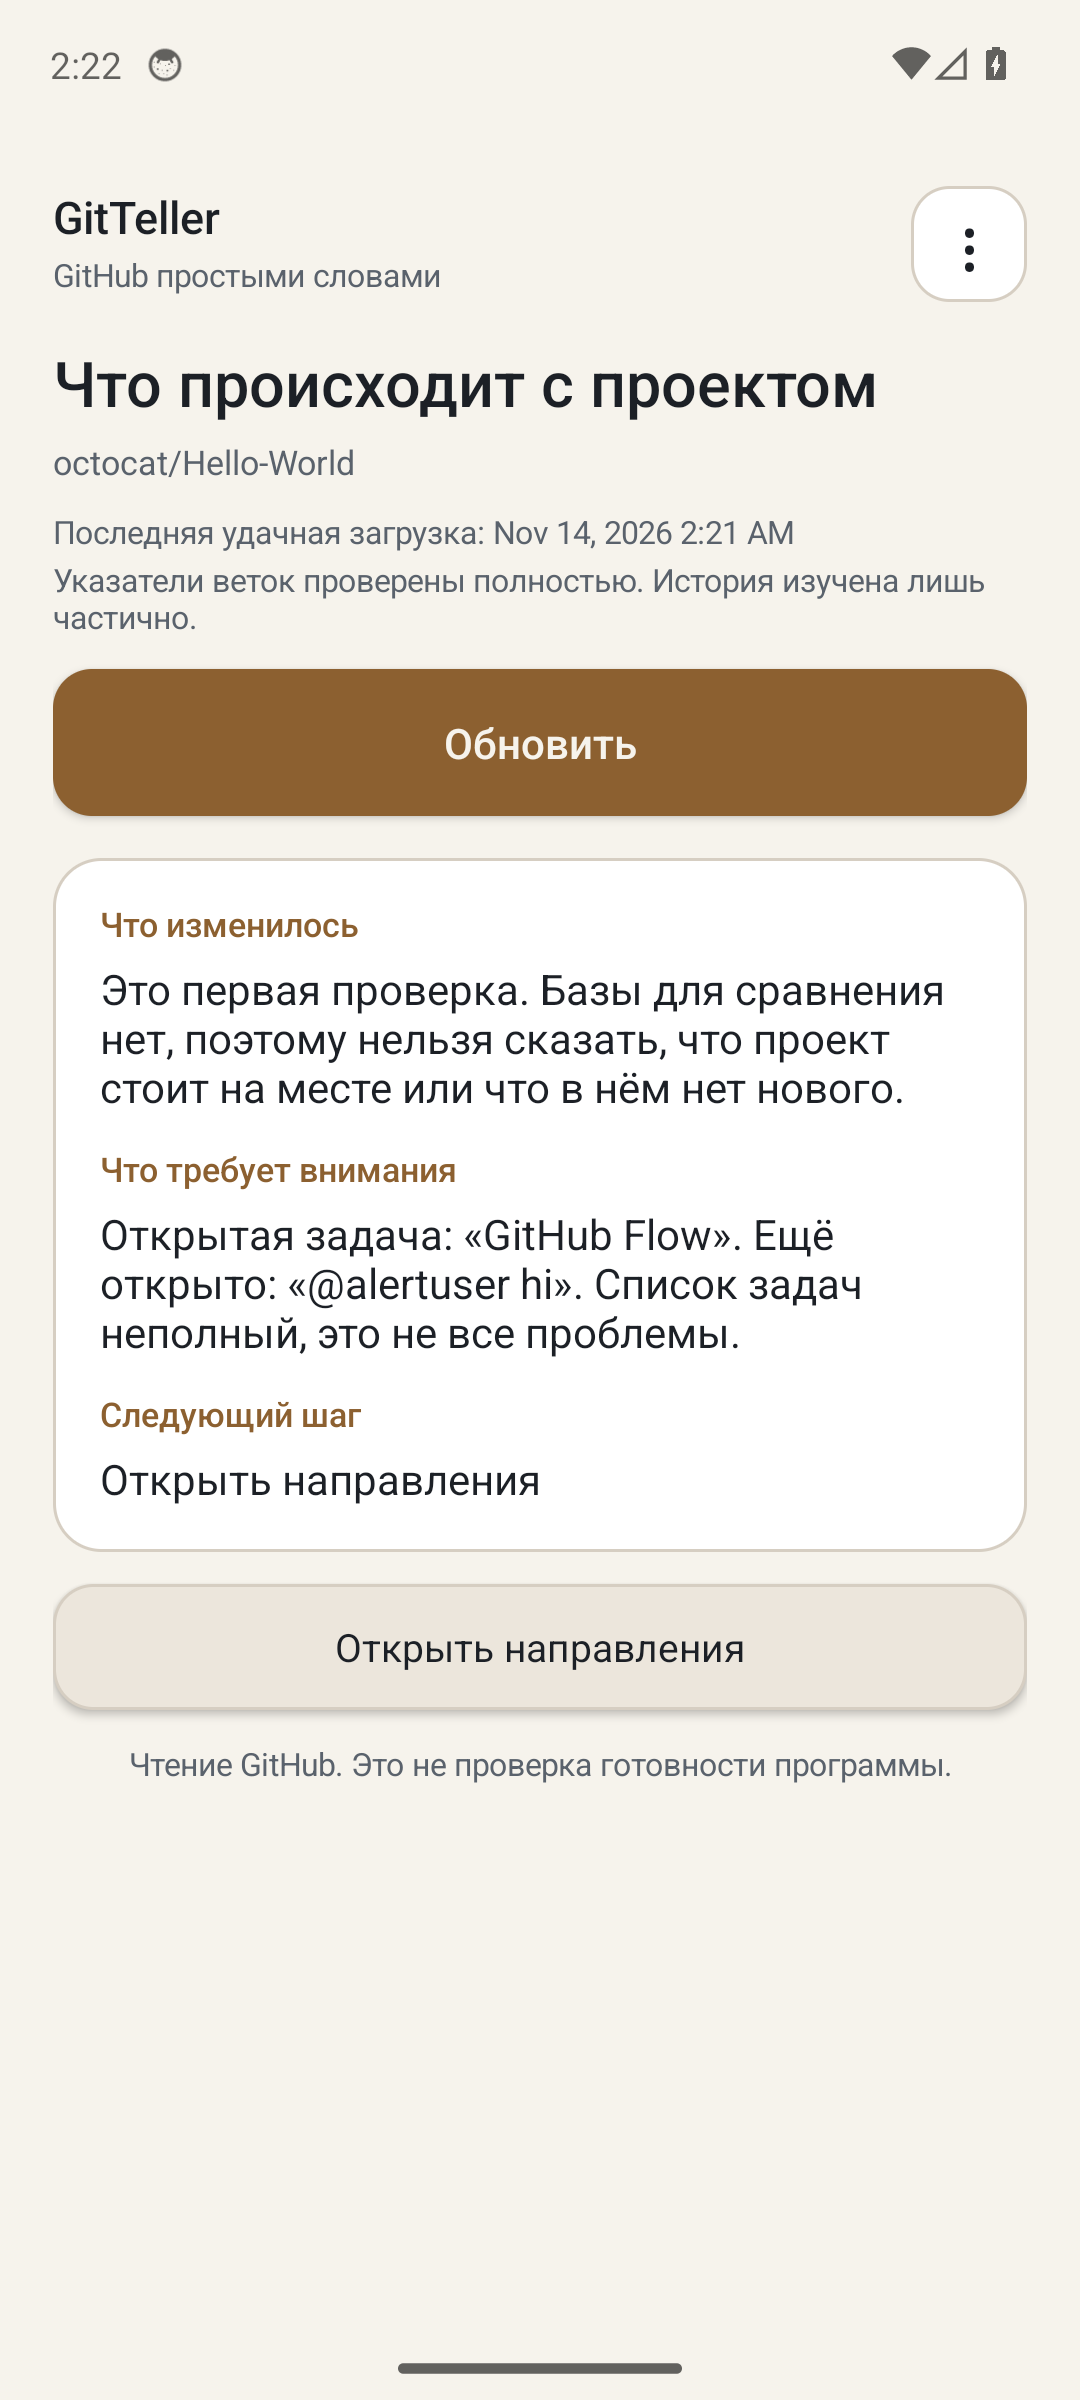 2:22
GitTeller
GitHub простыми словами
Что происходит с проектом
octocat/Hello-World
Последняя удачная загрузка: Nov 14, 2026 2:21 AM
Указатели веток проверены полностью. История изучена лишь
частично.
Обновить
Что изменилось
Это первая проверка. Базы для сравнения
нет, поэтому нельзя сказать, что проект
стоит на месте или что в нём нет нового.
Что требует внимания
Открытая задача: «GitHub Flow». Ещё
открыто: «@alertuser hi». Список задач
неполный, это не все проблемы.
Следующий шаг
Открыть направления
Открыть направления
Чтение GitHub. Это не проверка готовности программы.